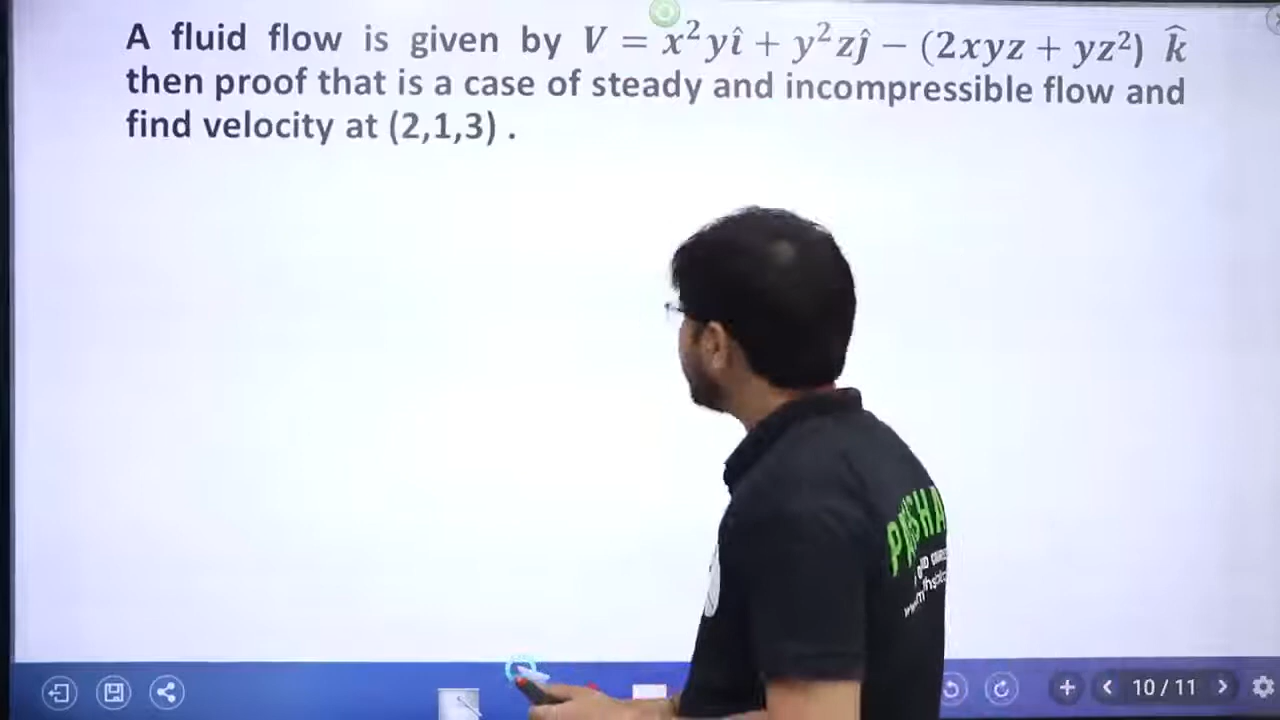 A fluid flow is given by V = x²yî + y²zĵ − (2xyz + yz²) k̂
then proof that is a case of steady and incompressible flow and
find velocity at (2,1,3) .
10 / 11